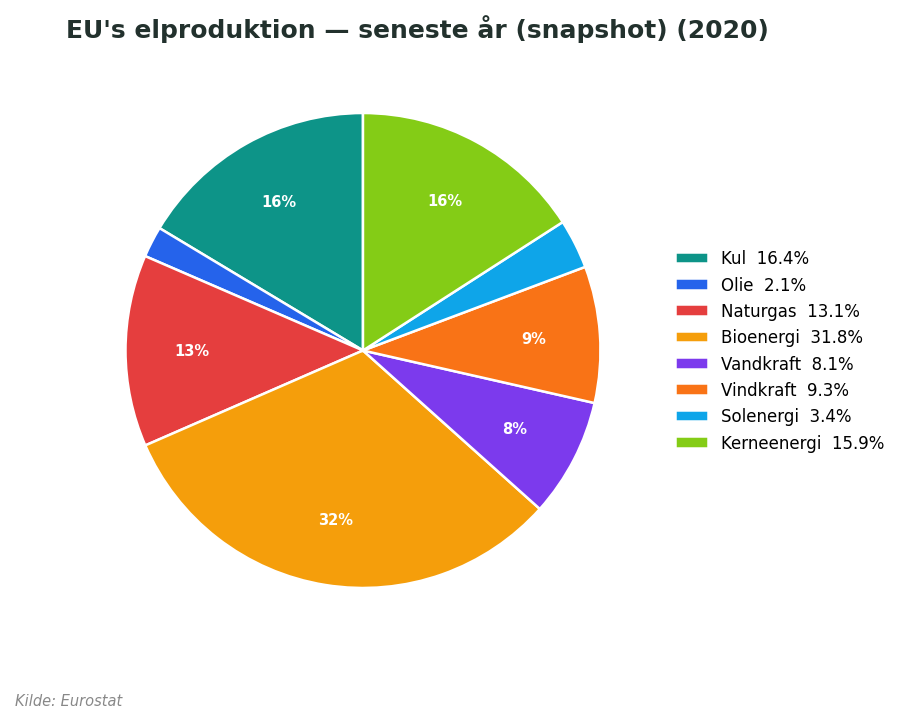 EU's elproduktion — seneste år (snapshot) (2020)
16%
16%
13%
9%
8%
32%
Kul  16.4%
Olie  2.1%
Naturgas  13.1%
Bioenergi  31.8%
Vandkraft  8.1%
Vindkraft  9.3%
Solenergi  3.4%
Kerneenergi  15.9%
Kilde: Eurostat